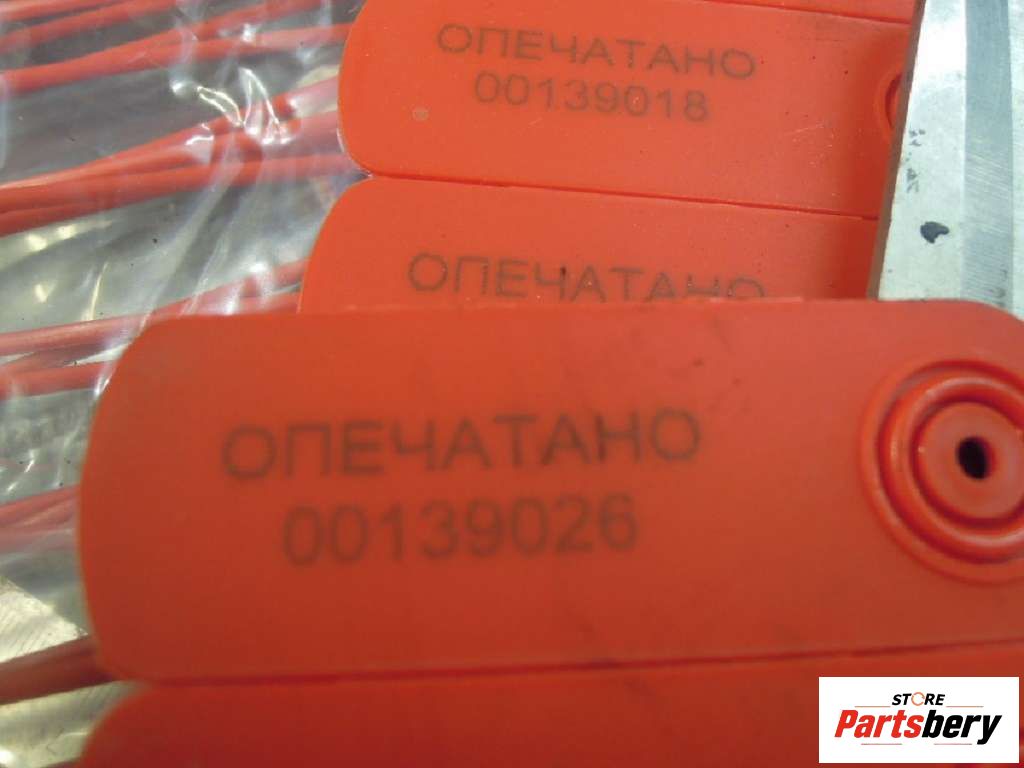 ОПЕЧАТАНО
00139018
ОПЕЧАТАНО
ОПЕЧАТАНО
00139026
STORE
Partsbery